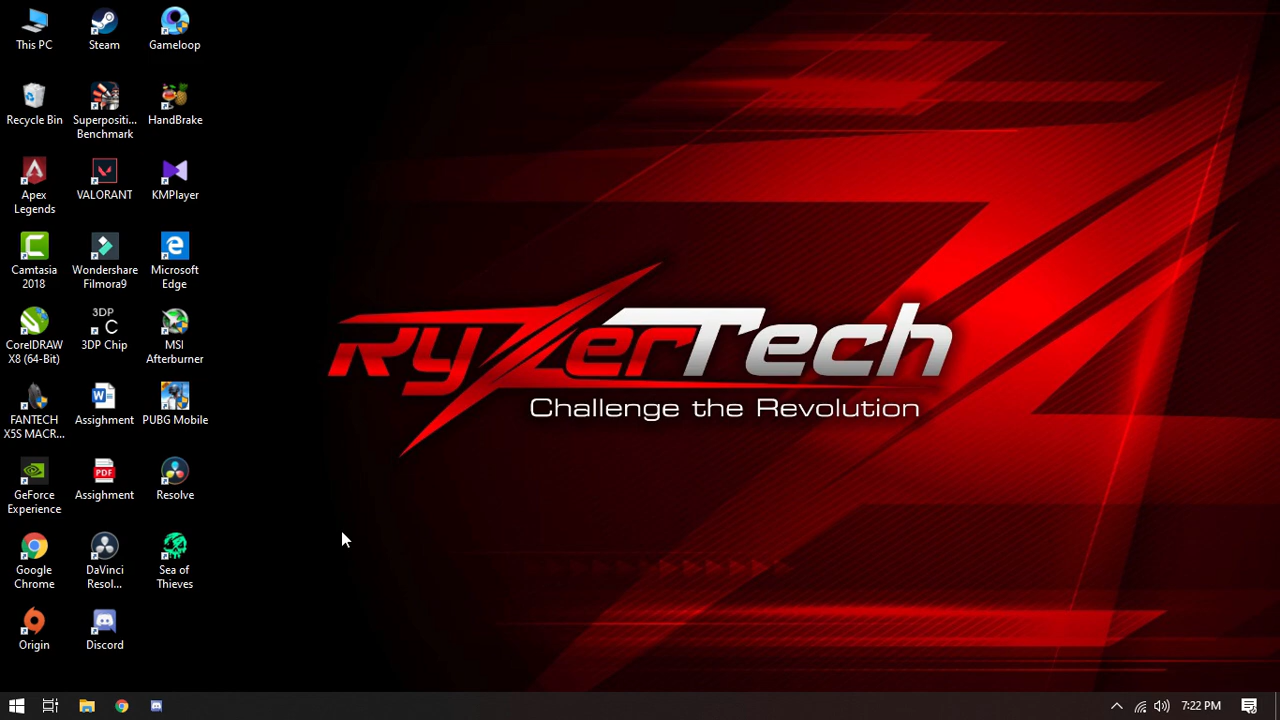 This PC
Steam
Gameloop
Recycle Bin
Superpositi...
Benchmark
HandBrake
Apex
Legends
VALORANT
KMPlayer
Camtasia
2018
Wondershare
Filmora9
Microsoft
Edge
CorelDRAW
X8 (64-Bit)
3DP
C
3DP Chip
MSI
Afterburner
FANTECH
X5S MACR...
Assighment
PUBG Mobile
GeForce
Experience
PDF
Assighment
Resolve
Google
Chrome
DaVinci
Resol...
Sea of
Thieves
Origin
Discord
RyzerTech
Challenge the Revolution
7:22 PM